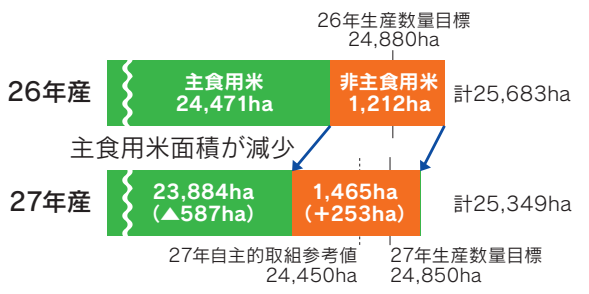 26年生産数量目標
24,880ha
26年産
主食用米
24,471ha
非主食用米
1,212ha
計25,683ha
主食用米面積が減少
27年産
23,884ha
(▲587ha)
1,465ha
(+253ha)
計25,349ha
27年自主的取組参考値
24,450ha
27年生産数量目標
24,850ha